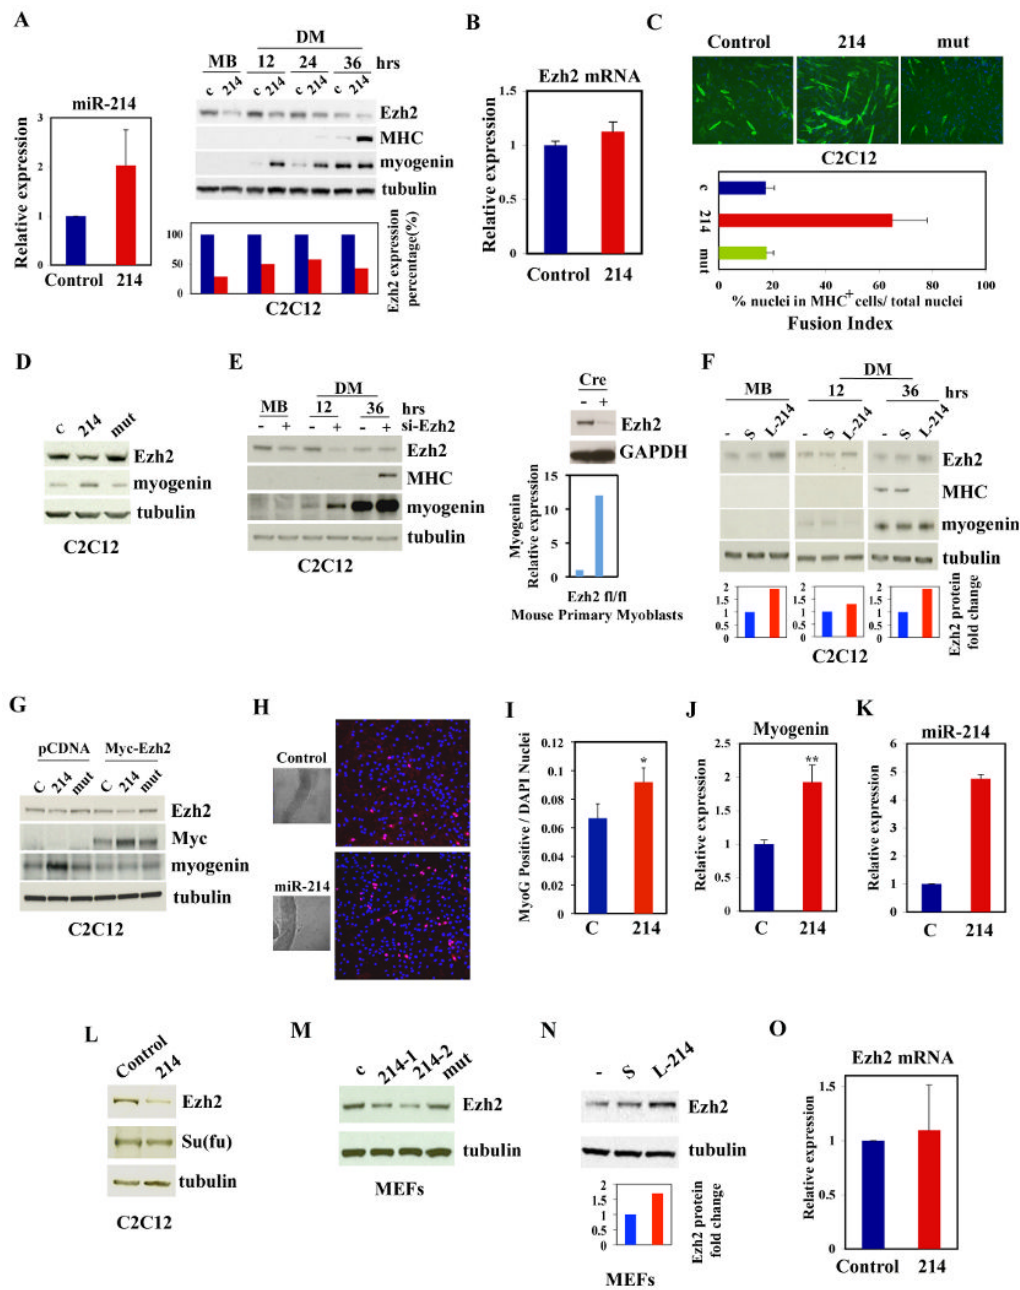 A
miR-214
Relative expression
3
2
1
0
Control 214
DM
MB 12 24 36 hrs
c 214 c 214 c 214 c 214
Ezh2
MHC
myogenin
tubulin
100
50
0
Ezh2 expression
percentage(%)
C2C12
B
Ezh2 mRNA
Relative expression
1.5
1
0.5
0
Control 214
C
Control 214 mut
C2C12
c
214
mut
0 20 40 60 80 100
% nuclei in MHC+ cells/ total nuclei
Fusion Index
D
c 214 mut
Ezh2
myogenin
tubulin
C2C12
E
DM
MB 12 36 hrs
- + - + - + si-Ezh2
Ezh2
MHC
myogenin
tubulin
C2C12
Cre
- +
Ezh2
GAPDH
Myogenin
Relative expression
15
10
5
0
Ezh2 fl/fl
Mouse Primary Myoblasts
F
DM
MB 12 36 hrs
- S L-214 - S L-214 - S L-214
Ezh2
MHC
myogenin
tubulin
2
1.5
1
0.5
0
Ezh2 protein
fold change
C2C12
G
pCDNA Myc-Ezh2
C 214 mut C 214 mut
Ezh2
Myc
myogenin
tubulin
C2C12
H
Control
miR-214
I
MyoG Positive / DAPI Nuclei
0.12
0.1
0.08
0.06
0.04
0.02
0
*
C 214
J
Myogenin
Relative expression
2.5
2
1.5
1
0.5
0
**
C 214
K
miR-214
Relative expression
6
4
2
0
C 214
L
Control 214
Ezh2
Su(fu)
tubulin
C2C12
M
c 214-1 214-2 mut
Ezh2
tubulin
MEFs
N
- S L-214
Ezh2
tubulin
2
1.5
1
0.5
0
Ezh2 protein
fold change
MEFs
O
Ezh2 mRNA
Relative expression
1.5
1
0.5
0
Control 214